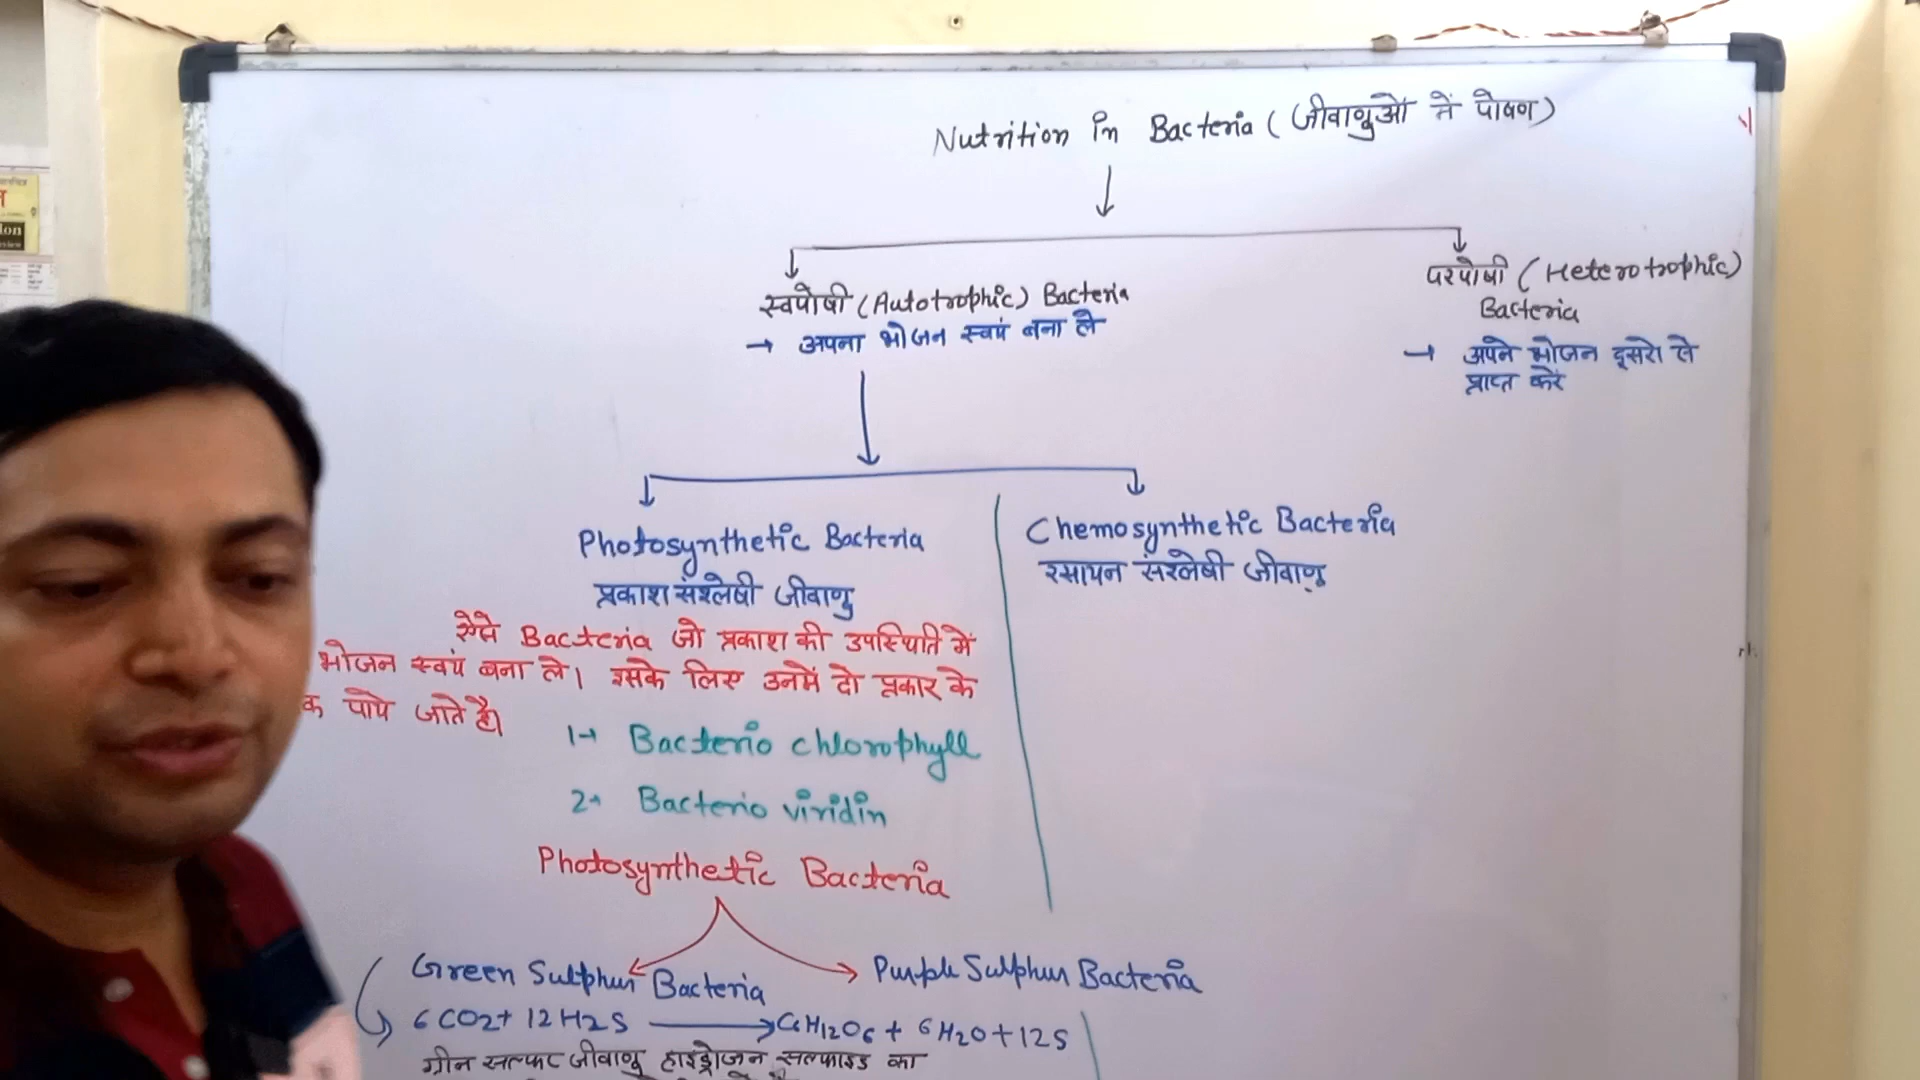 Nutrition in Bacteria (जीवाणुओं में पोषण)
स्वपोषी (Autotrophic) Bacteria
→ अपना भोजन स्वयं बना ले
परपोषी (Heterotrophic)
Bacteria
→ अपने भोजन दूसरो से
प्राप्त करें
Photosynthetic Bacteria
प्रकाश संश्लेषी जीवाणु
Chemosynthetic Bacteria
रसायन संश्लेषी जीवाणु
ऐसे Bacteria जो प्रकाश की उपस्थिति में
भोजन स्वयं बना ले। इसके लिए उनमें दो प्रकार के
क पाये जाते है।
1→ Bacterio chlorophyll
2→ Bacterio viridin
Photosynthetic Bacteria
Green Sulphur Bacteria
Purple Sulphur Bacteria
6CO2 + 12H2S → C6H12O6 + 6H2O + 12S
ग्रीन सल्फर जीवाणु हाइड्रोजन सल्फाइड का